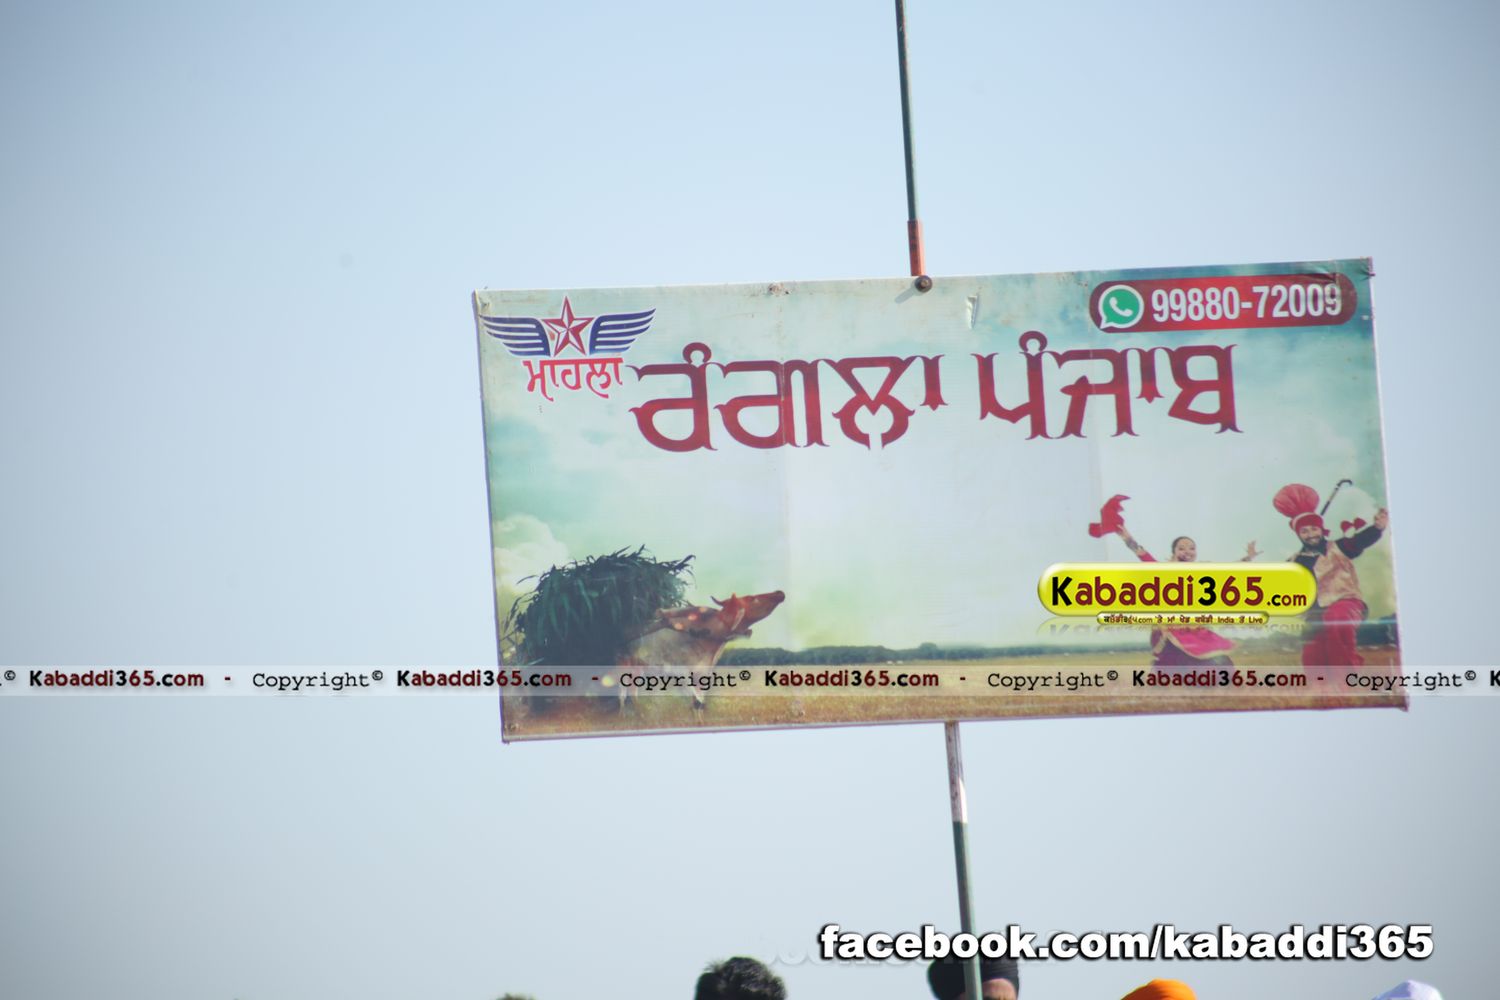 99880-72009
ਮਾਹਲਾ
ਰੰਗਲਾ ਪੰਜਾਬ
Kabaddi365.com
© Kabaddi365.com - Copyright© Kabaddi365.com - Copyright© Kabaddi365.com - Copyright© Kabaddi365.com - Copyright© K
facebook.com/kabaddi365